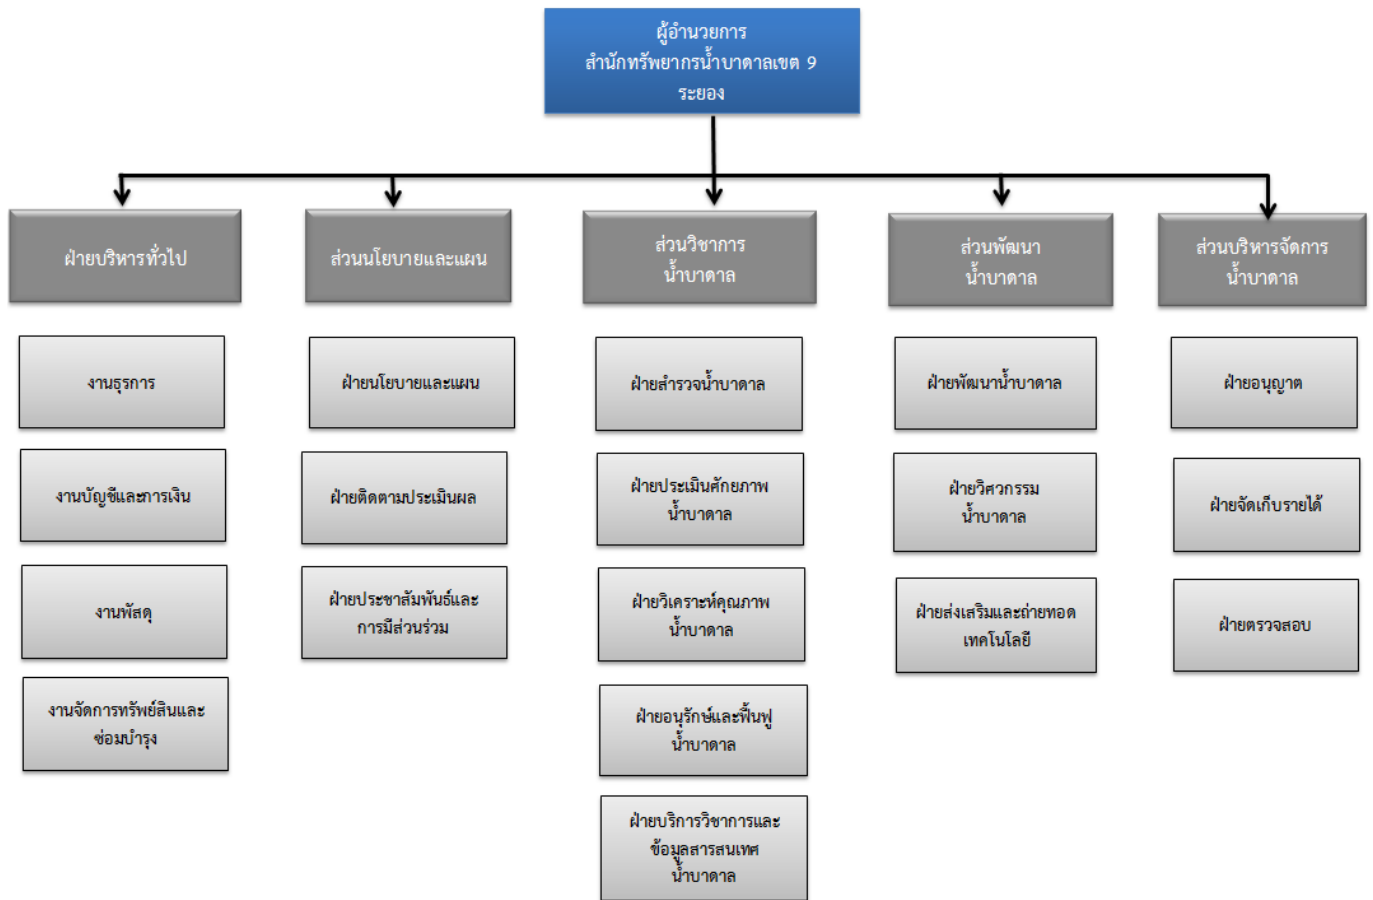 ผู้อำนวยการ
สำนักทรัพยากรน้ำบาดาลเขต 9
ระยอง
ฝ่ายบริหารทั่วไป
งานธุรการ
งานบัญชีและการเงิน
งานพัสดุ
งานจัดการทรัพย์สินและ
ซ่อมบำรุง
ส่วนนโยบายและแผน
ฝ่ายนโยบายและแผน
ฝ่ายติดตามประเมินผล
ฝ่ายประชาสัมพันธ์และ
การมีส่วนร่วม
ส่วนวิชาการ
น้ำบาดาล
ฝ่ายสำรวจน้ำบาดาล
ฝ่ายประเมินศักยภาพ
น้ำบาดาล
ฝ่ายวิเคราะห์คุณภาพ
น้ำบาดาล
ฝ่ายอนุรักษ์และฟื้นฟู
น้ำบาดาล
ฝ่ายบริการวิชาการและ
ข้อมูลสารสนเทศ
น้ำบาดาล
ส่วนพัฒนา
น้ำบาดาล
ฝ่ายพัฒนาน้ำบาดาล
ฝ่ายวิศวกรรม
น้ำบาดาล
ฝ่ายส่งเสริมและถ่ายทอด
เทคโนโลยี
ส่วนบริหารจัดการ
น้ำบาดาล
ฝ่ายอนุญาต
ฝ่ายจัดเก็บรายได้
ฝ่ายตรวจสอบ